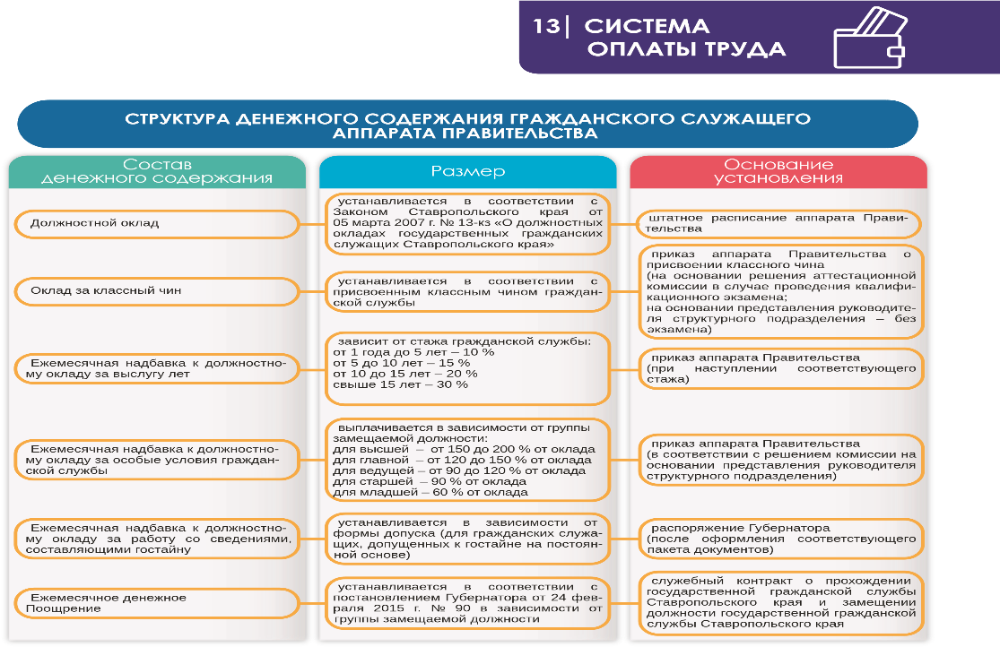 13| СИСТЕМА
ОПЛАТЫ ТРУДА
СТРУКТУРА ДЕНЕЖНОГО СОДЕРЖАНИЯ ГРАЖДАНСКОГО СЛУЖАЩЕГО
АППАРАТА ПРАВИТЕЛЬСТВА
Состав
денежного содержания
Размер
Основание
установления
Должностной оклад
устанавливается в соответствии с
Законом Ставропольского края от
05 марта 2007 г. № 13-кз «О должностных
окладах государственных гражданских
служащих Ставропольского края»
штатное расписание аппарата Прави-
тельства
Оклад за классный чин
устанавливается в соответствии с
присвоенным классным чином граждан-
ской службы
приказ аппарата Правительства о
присвоении классного чина
(на основании решения аттестационной
комиссии в случае проведения квалифи-
кационного экзамена;
на основании представления руководите-
ля структурного подразделения – без
экзамена)
Ежемесячная надбавка к должностно-
му окладу за выслугу лет
зависит от стажа гражданской службы:
от 1 года до 5 лет – 10 %
от 5 до 10 лет – 15 %
от 10 до 15 лет – 20 %
свыше 15 лет – 30 %
приказ аппарата Правительства
(при наступлении соответствующего
стажа)
Ежемесячная надбавка к должностно-
му окладу за особые условия граждан-
ской службы
выплачивается в зависимости от группы
замещаемой должности:
для высшей – от 150 до 200 % от оклада
для главной – от 120 до 150 % от оклада
для ведущей – от 90 до 120 % от оклада
для старшей – 90 % от оклада
для младшей – 60 % от оклада
приказ аппарата Правительства
(в соответствии с решением комиссии на
основании представления руководителя
структурного подразделения)
Ежемесячная надбавка к должностно-
му окладу за работу со сведениями,
составляющими гостайну
устанавливается в зависимости от
формы допуска (для гражданских служа-
щих, допущенных к гостайне на постоян-
ной основе)
распоряжение Губернатора
(после оформления соответствующего
пакета документов)
Ежемесячное денежное
Поощрение
устанавливается в соответствии с
постановлением Губернатора от 24 фев-
раля 2015 г. № 90 в зависимости от
группы замещаемой должности
служебный контракт о прохождении
государственной гражданской службы
Ставропольского края и замещении
должности государственной гражданской
службы Ставропольского края